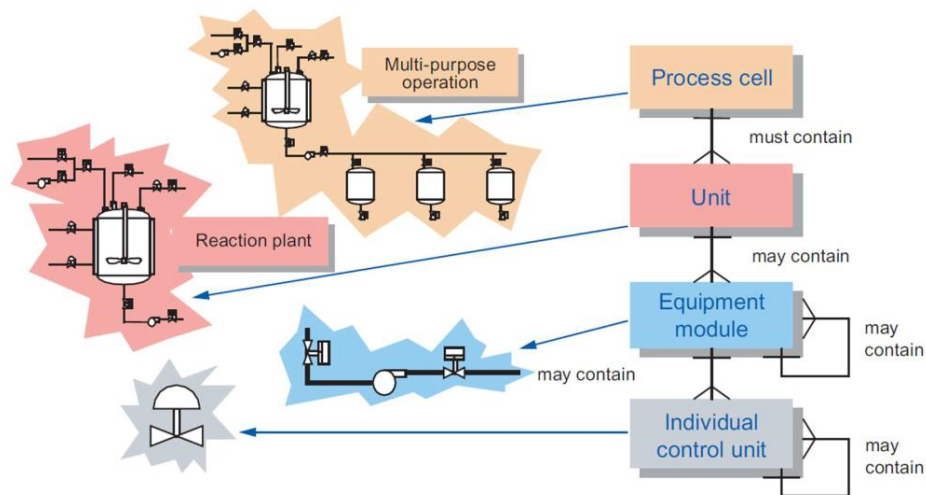 Multi-purpose
operation
Process cell
must contain
Unit
Reaction plant
may contain
Equipment
module
may
contain
may contain
Individual
control unit
may
contain